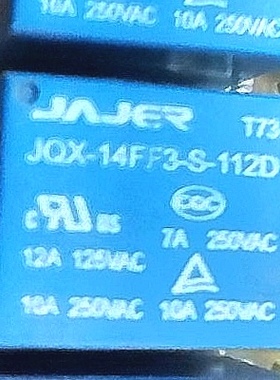 10A 250VAC 10A 250VAC
JAJER T73
JQX-14FF3-S-112D
c RU us CQC
7A 250VAC
12A 125VAC
10A 250VAC 10A 250VAC